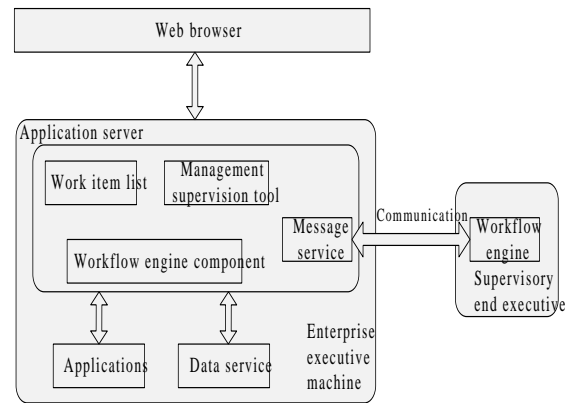 Web browser
Application server
Work item list
Management
supervision tool
Message
service
Workflow engine component
Communication
Workflow
engine
Supervisory
end executive
Applications
Data service
Enterprise
executive
machine